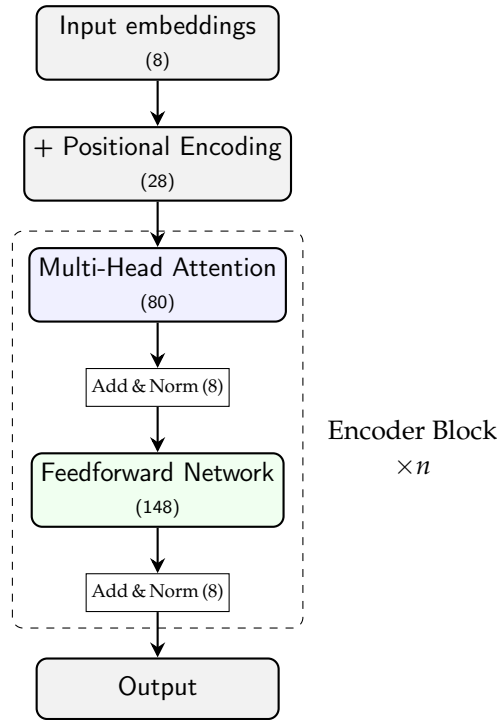 Input embeddings
(8)
+ Positional Encoding
(28)
Multi-Head Attention
(80)
Add & Norm (8)
Feedforward Network
(148)
Add & Norm (8)
Encoder Block
×n
Output